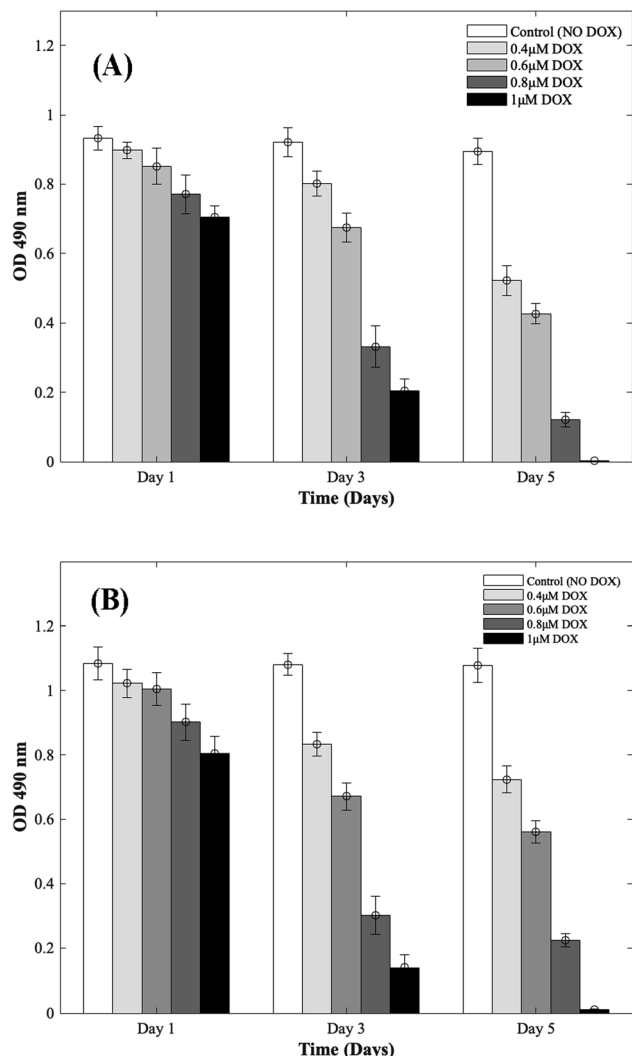 (A)
Control (NO DOX)
0.4µM DOX
0.6µM DOX
0.8µM DOX
1µM DOX
1.2
1
0.8
0.6
0.4
0.2
0
OD 490 nm
Day 1
Day 3
Day 5
Time (Days)
(B)
Control (NO DOX)
0.4µM DOX
0.6µM DOX
0.8µM DOX
1µM DOX
1.2
1
0.8
0.6
0.4
0.2
0
OD 490 nm
Day 1
Day 3
Day 5
Time (Days)